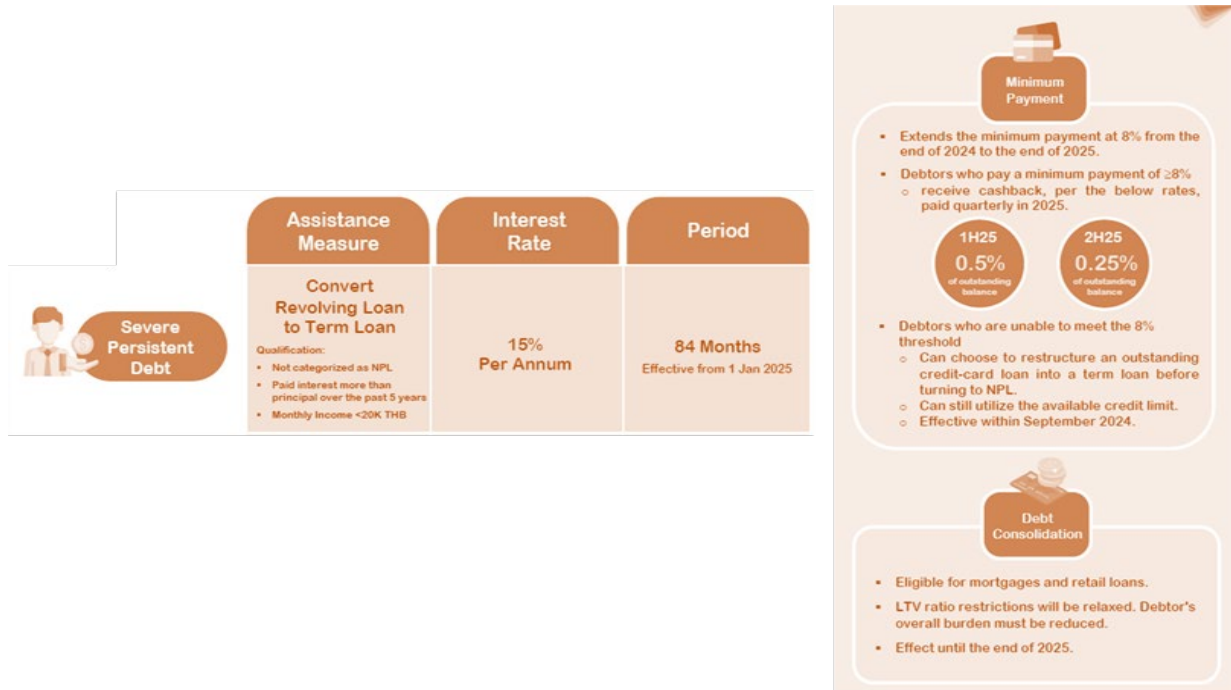 Severe
Persistent
Debt
Assistance
Measure
Interest
Rate
Period
Convert
Revolving Loan
to Term Loan
Qualification:
▪ Not categorized as NPL
▪ Paid interest more than
principal over the past 5 years
▪ Monthly Income <20K THB
15%
Per Annum
84 Months
Effective from 1 Jan 2025
Minimum
Payment
▪ Extends the minimum payment at 8% from the
end of 2024 to the end of 2025.
▪ Debtors who pay a minimum payment of ≥8%
o receive cashback, per the below rates,
paid quarterly in 2025.
1H25
0.5%
of outstanding
balance
2H25
0.25%
of outstanding
balance
▪ Debtors who are unable to meet the 8%
threshold
o Can choose to restructure an outstanding
credit-card loan into a term loan before
turning to NPL.
o Can still utilize the available credit limit.
o Effective within September 2024.
Debt
Consolidation
▪ Eligible for mortgages and retail loans.
▪ LTV ratio restrictions will be relaxed. Debtor's
overall burden must be reduced.
▪ Effect until the end of 2025.